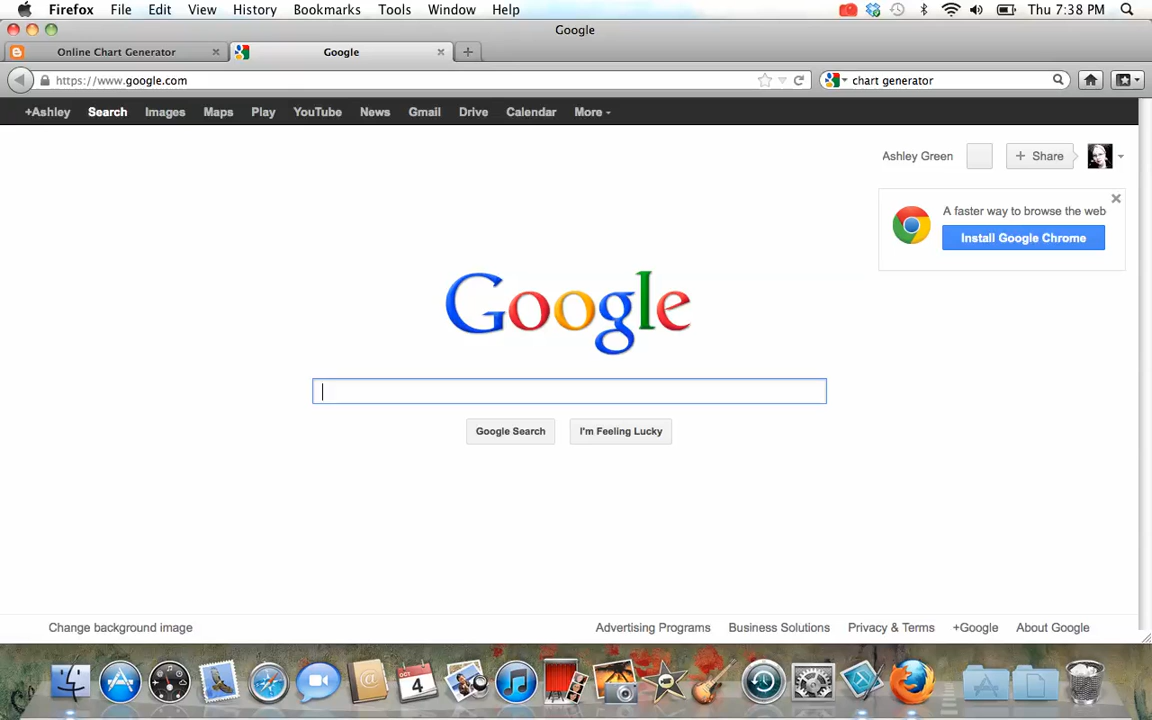 Firefox File Edit View History Bookmarks Tools Window Help Thu 7:38 PM
Google
Online Chart Generator Google
https://www.google.com chart generator
+Ashley Search Images Maps Play YouTube News Gmail Drive Calendar More
Ashley Green + Share
A faster way to browse the web
Install Google Chrome
Google
Google Search I'm Feeling Lucky
Change background image Advertising Programs Business Solutions Privacy & Terms +Google About Google
OCT
4